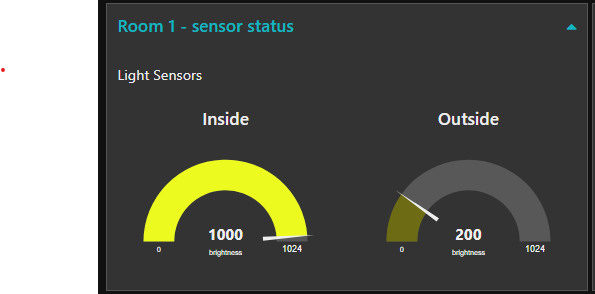 Room 1 - sensor status
Light Sensors
Inside
Outside
1000
0
brightness
1024
200
0
brightness
1024